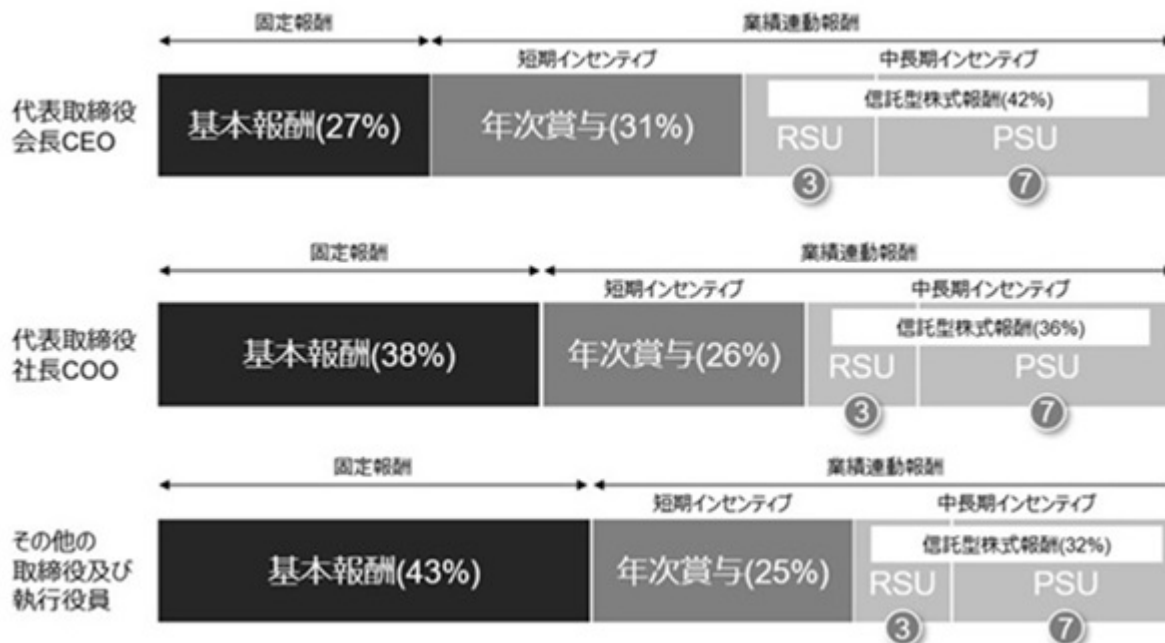 固定報酬
業績連動報酬
短期インセンティブ
中長期インセンティブ
代表取締役
会長CEO
基本報酬(27%)
年次賞与(31%)
信託型株式報酬(42%)
RSU
PSU
3
7
固定報酬
業績連動報酬
短期インセンティブ
中長期インセンティブ
代表取締役
社長COO
基本報酬(38%)
年次賞与(26%)
信託型株式報酬(36%)
RSU
PSU
3
7
固定報酬
業績連動報酬
短期インセンティブ
中長期インセンティブ
その他の
取締役及び
執行役員
基本報酬(43%)
年次賞与(25%)
信託型株式報酬(32%)
RSU
PSU
3
7